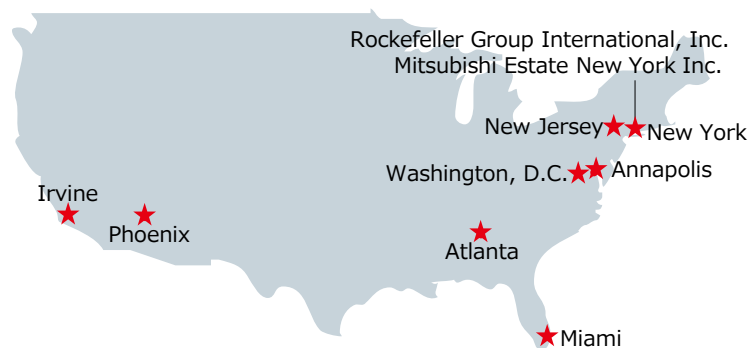 Rockefeller Group International, Inc.
Mitsubishi Estate New York Inc.
New Jersey
New York
Washington, D.C.
Annapolis
Irvine
Phoenix
Atlanta
Miami